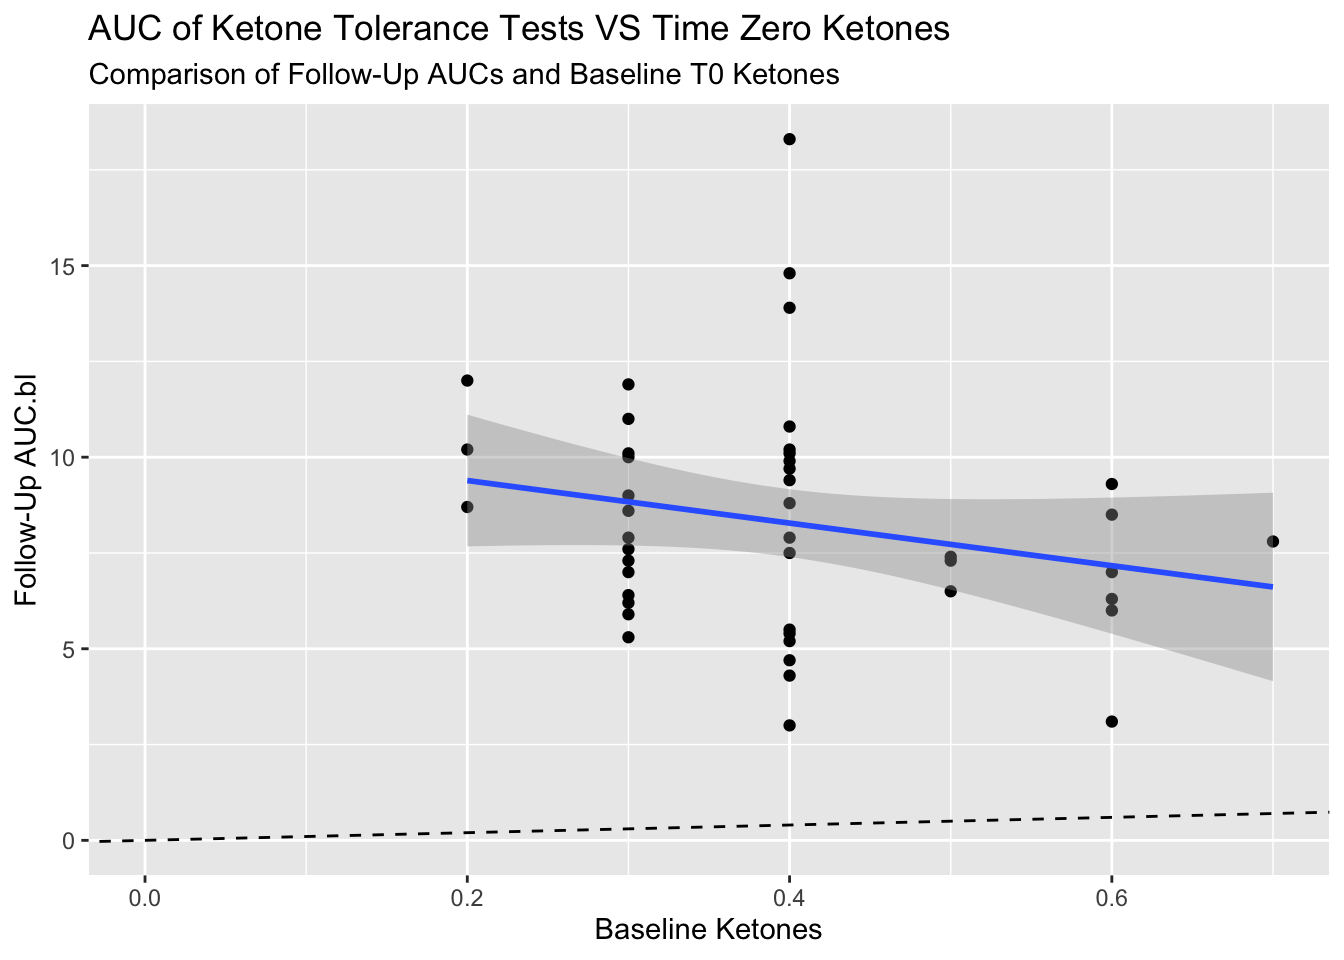 AUC of Ketone Tolerance Tests VS Time Zero Ketones
Comparison of Follow-Up AUCs and Baseline T0 Ketones
Follow-Up AUC.bl
15
10
5
0
0.0
0.2
0.4
0.6
Baseline Ketones